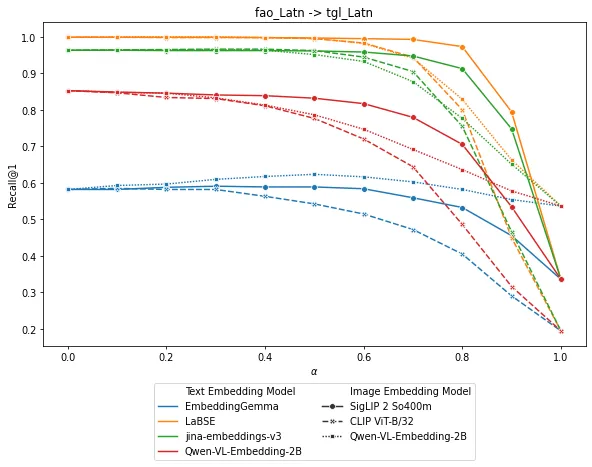 fao_Latn -> tgl_Latn
Recall@1
1.0
0.9
0.8
0.7
0.6
0.5
0.4
0.3
0.2
0.0 0.2 0.4 0.6 0.8 1.0
α
Text Embedding Model Image Embedding Model
EmbeddingGemma SigLIP 2 So400m
LaBSE CLIP ViT-B/32
jina-embeddings-v3 Qwen-VL-Embedding-2B
Qwen-VL-Embedding-2B